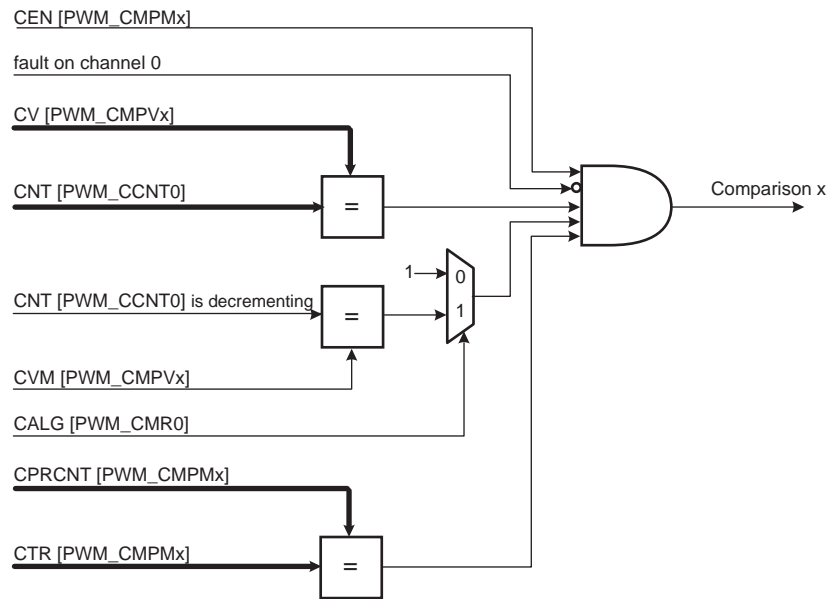 CEN [PWM_CMPMx]
fault on channel 0
CV [PWM_CMPVx]
CNT [PWM_CCNT0]
=
Comparison x
1
0
1
CNT [PWM_CCNT0] is decrementing
=
CVM [PWM_CMPVx]
CALG [PWM_CMR0]
CPRCNT [PWM_CMPMx]
CTR [PWM_CMPMx]
=